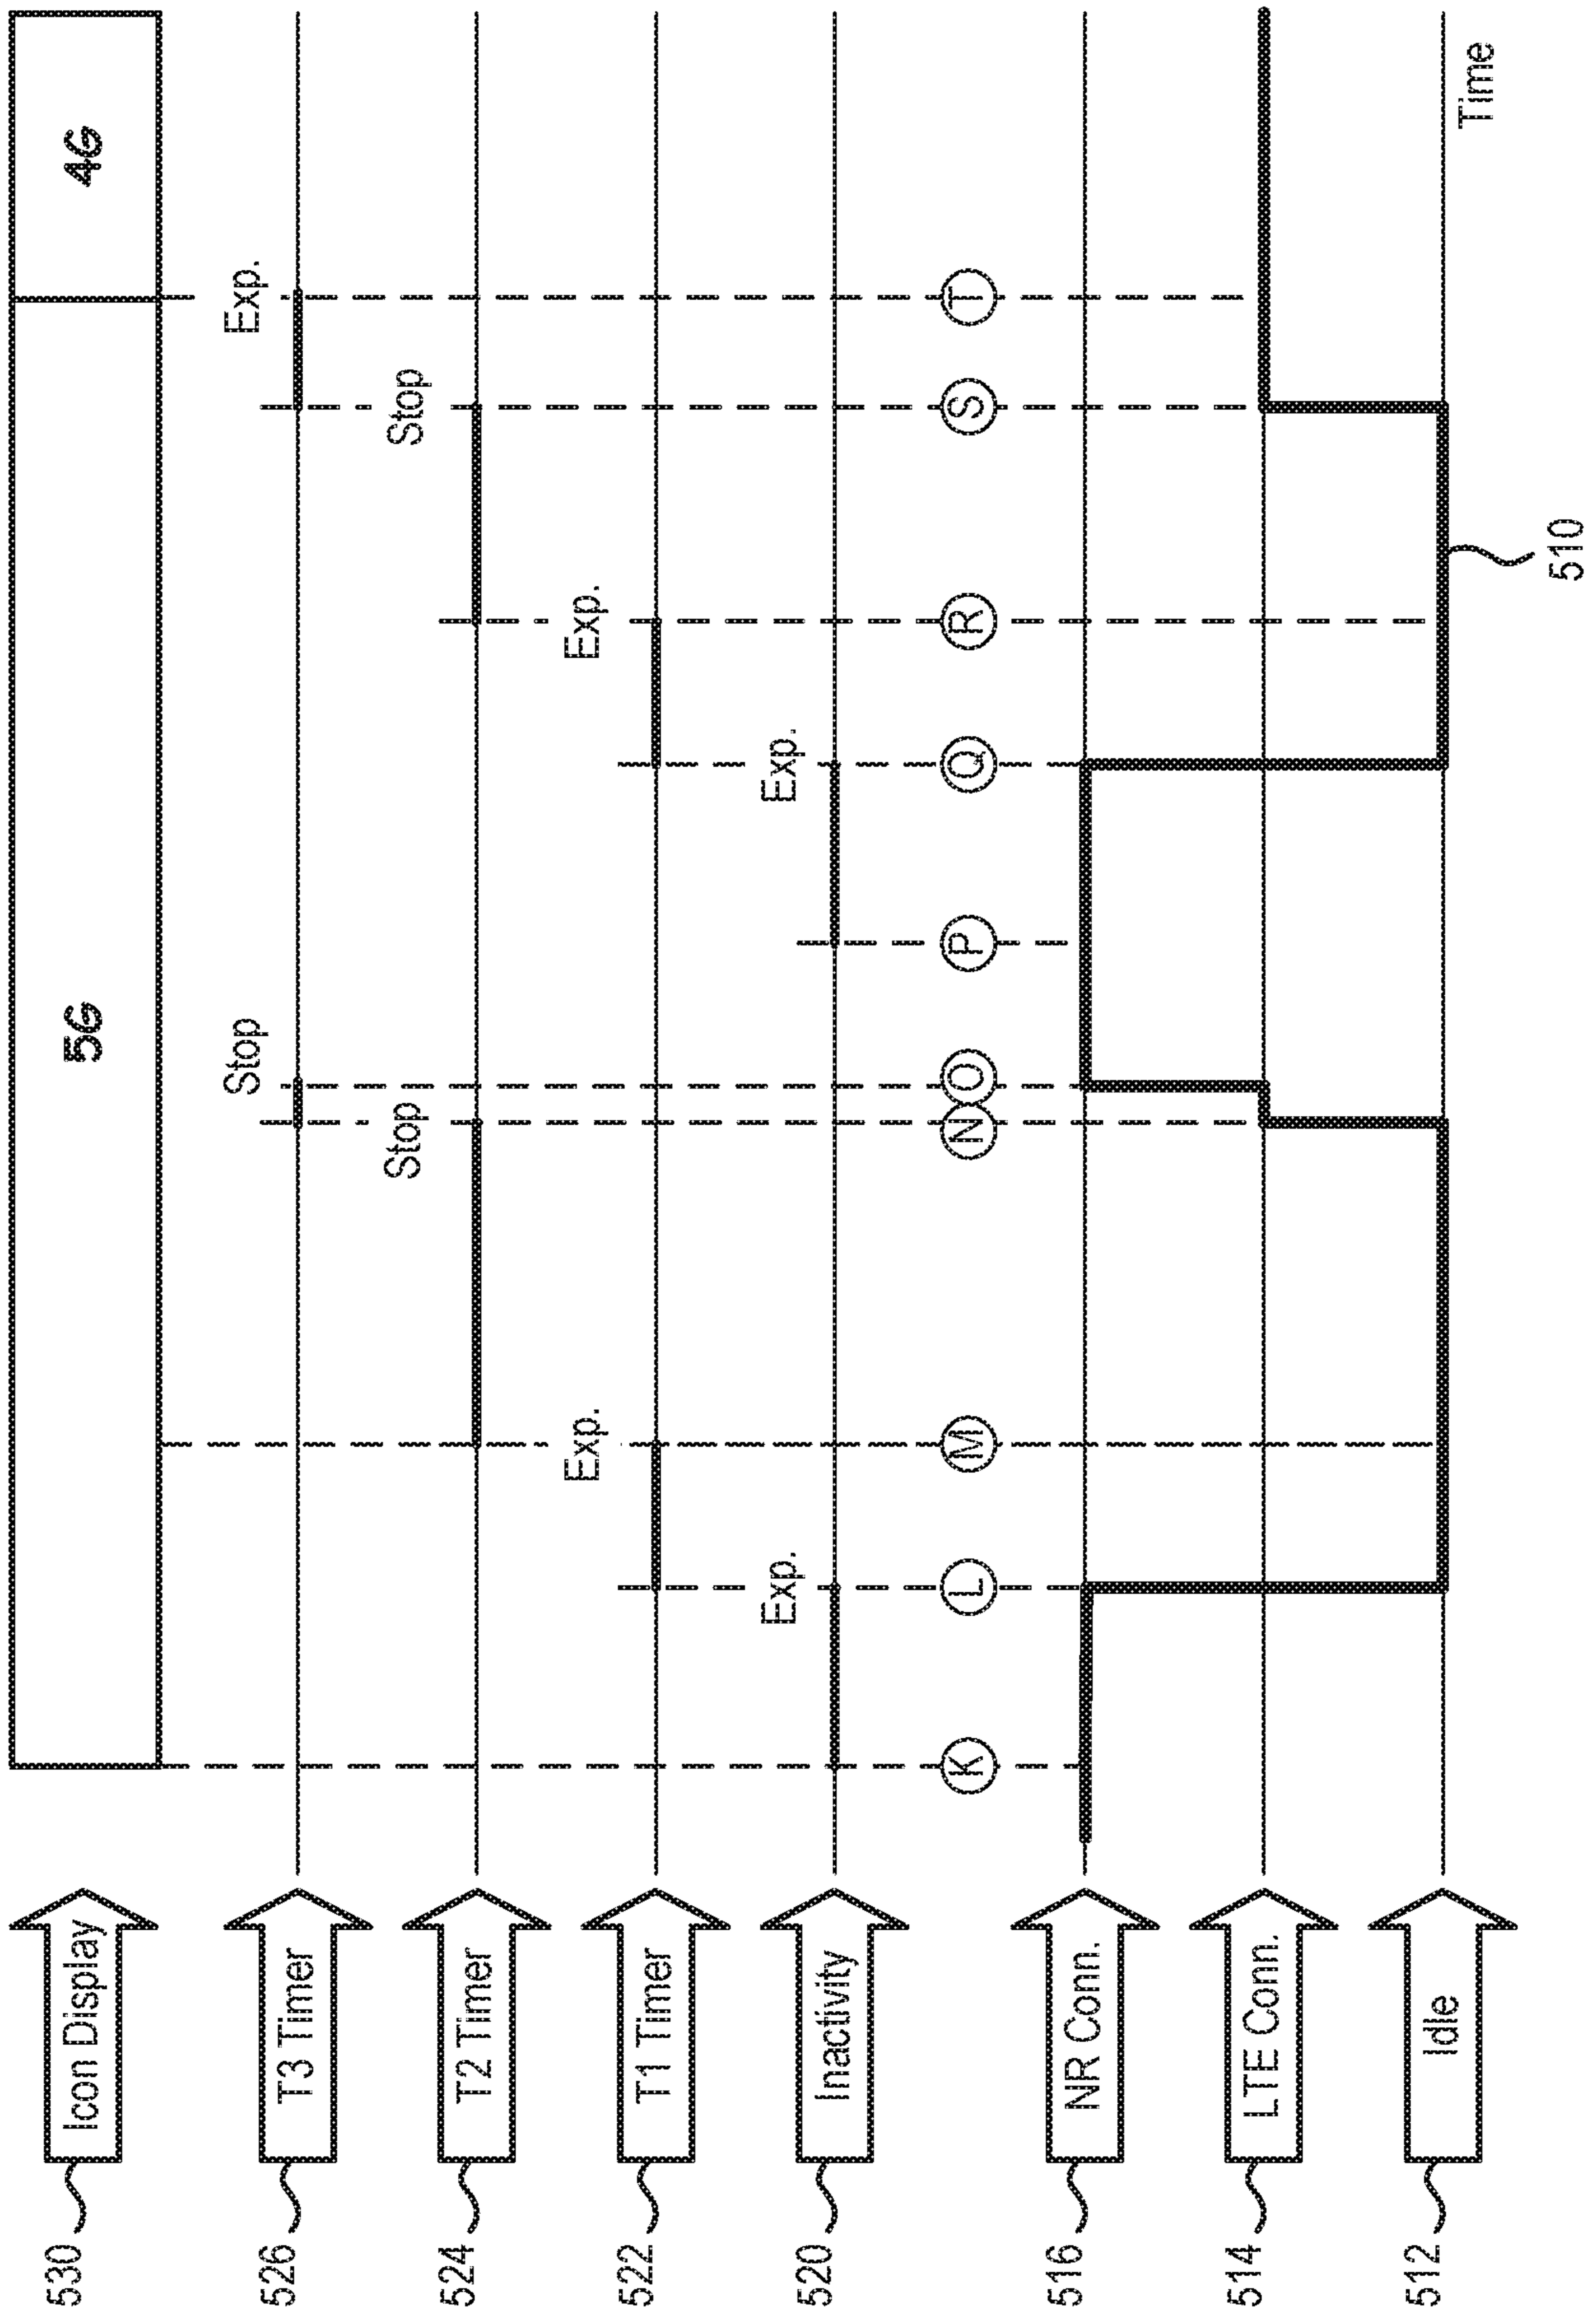 530
Icon Display
5G
4G
526
T3 Timer
Stop
Exp.
524
T2 Timer
Stop
Stop
522
T1 Timer
Exp.
Exp.
520
Inactivity
Exp.
Exp.
K
L
M
N
O
P
Q
R
S
T
516
NR Conn.
514
LTE Conn.
512
Idle
Time
510